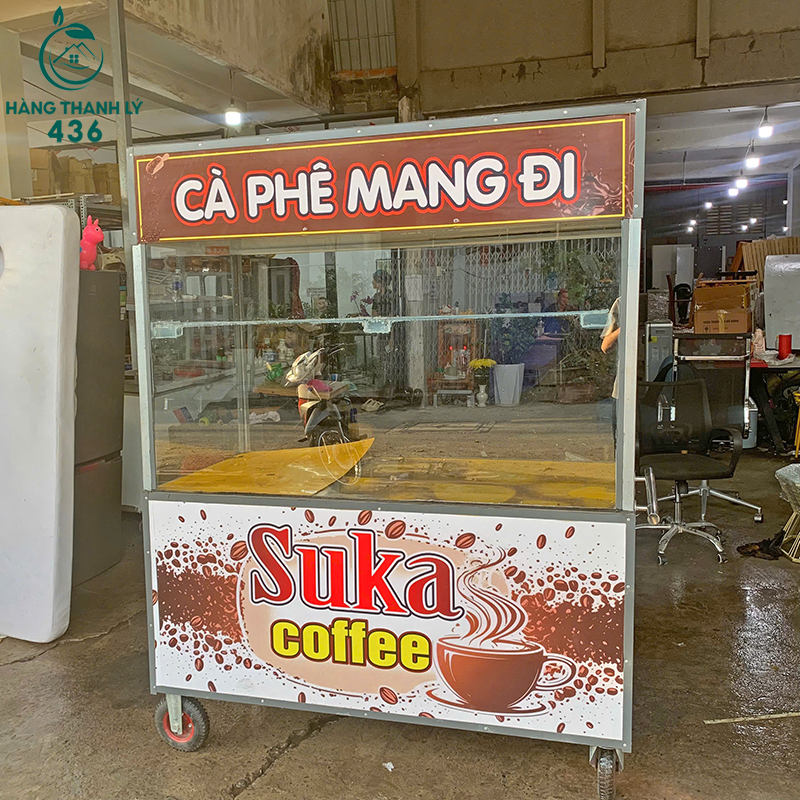 HÀNG THANH LÝ
436
CÀ PHÊ MANG ĐI
Suka
coffee